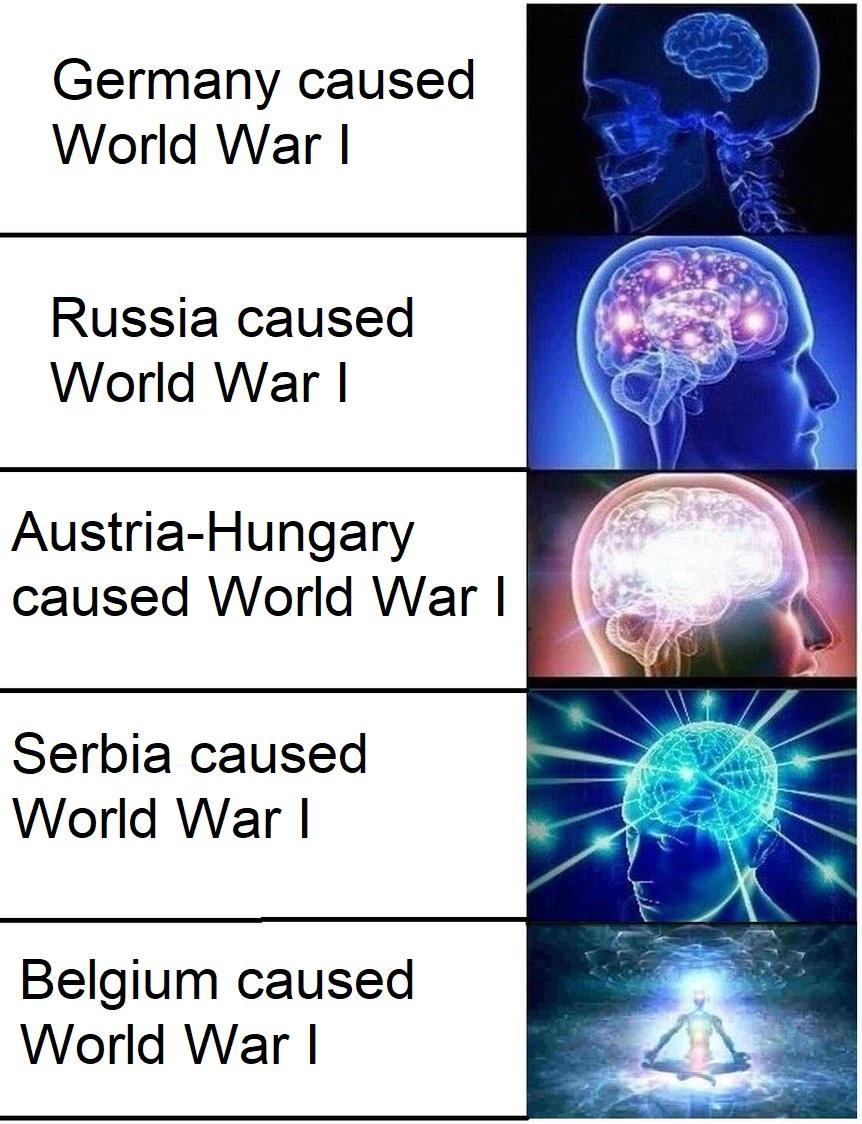 Germany caused
World War I
Russia caused
World War I
Austria-Hungary
caused World War I
Serbia caused
World War I
Belgium caused
World War I